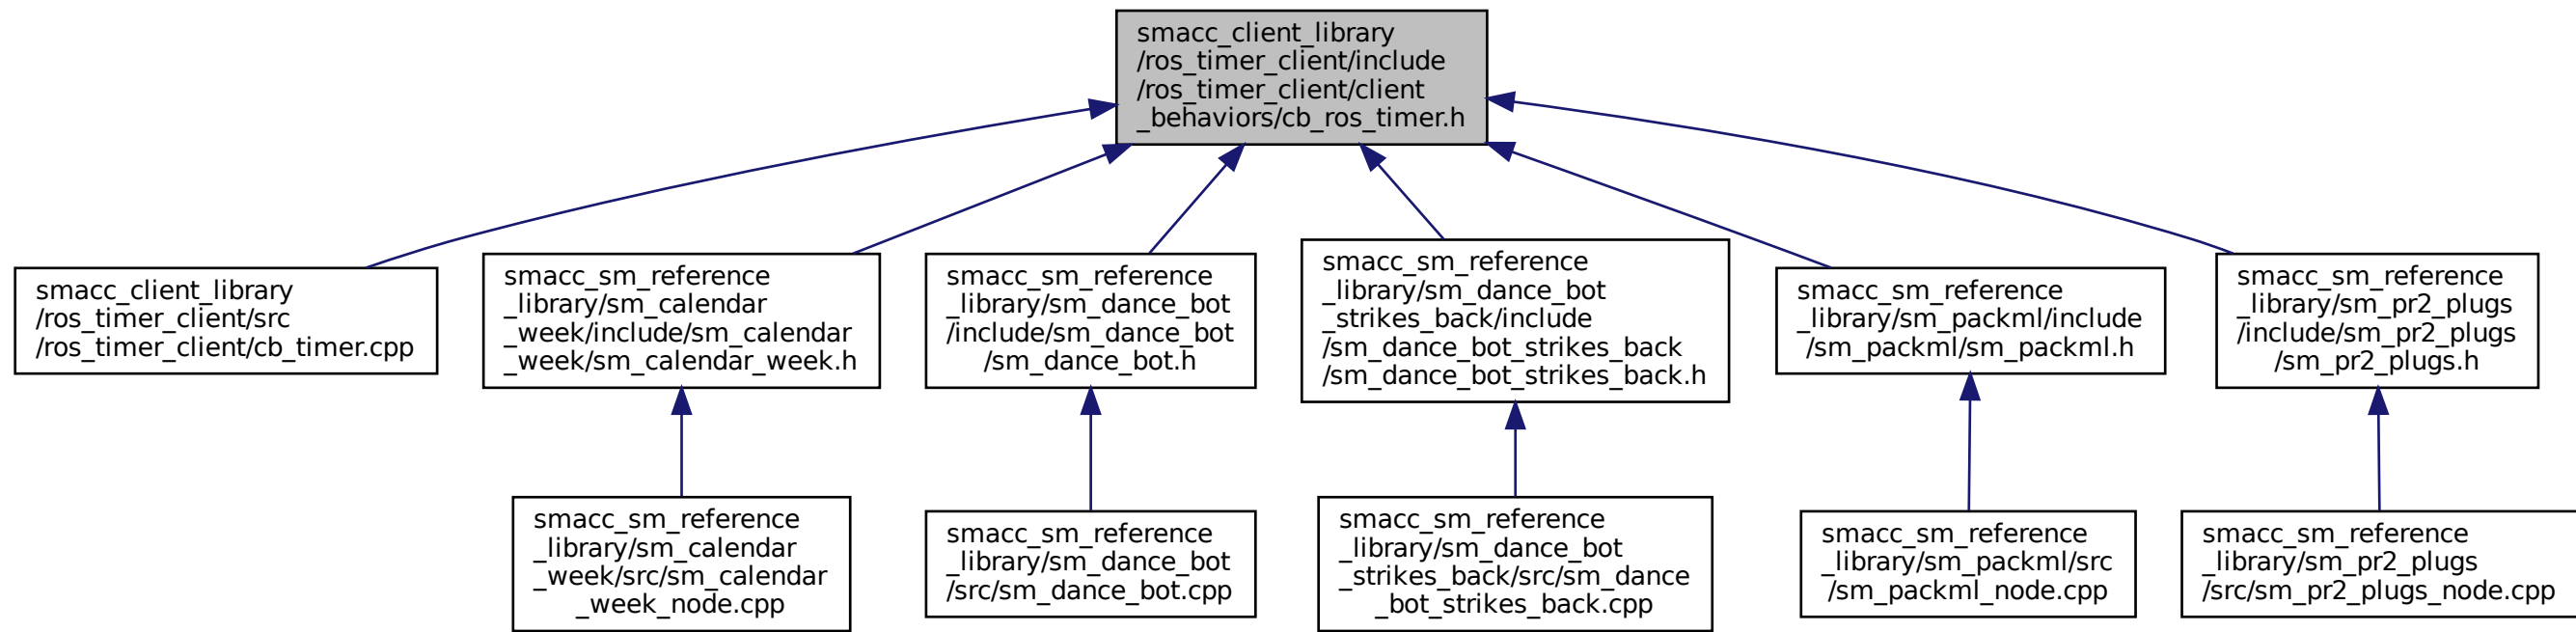 smacc_client_library
/ros_timer_client/include
/ros_timer_client/client
_behaviors/cb_ros_timer.h
smacc_client_library
/ros_timer_client/src
/ros_timer_client/cb_timer.cpp
smacc_sm_reference
_library/sm_calendar
_week/include/sm_calendar
_week/sm_calendar_week.h
smacc_sm_reference
_library/sm_dance_bot
/include/sm_dance_bot
/sm_dance_bot.h
smacc_sm_reference
_library/sm_dance_bot
_strikes_back/include
/sm_dance_bot_strikes_back
/sm_dance_bot_strikes_back.h
smacc_sm_reference
_library/sm_packml/include
/sm_packml/sm_packml.h
smacc_sm_reference
_library/sm_pr2_plugs
/include/sm_pr2_plugs
/sm_pr2_plugs.h
smacc_sm_reference
_library/sm_calendar
_week/src/sm_calendar
_week_node.cpp
smacc_sm_reference
_library/sm_dance_bot
/src/sm_dance_bot.cpp
smacc_sm_reference
_library/sm_dance_bot
_strikes_back/src/sm_dance
_bot_strikes_back.cpp
smacc_sm_reference
_library/sm_packml/src
/sm_packml_node.cpp
smacc_sm_reference
_library/sm_pr2_plugs
/src/sm_pr2_plugs_node.cpp